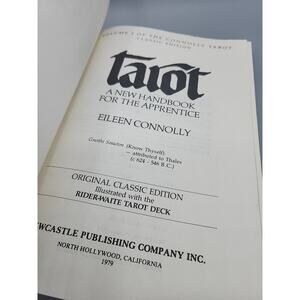 VOLUME I OF THE CONNOLLY TAROT
CLASSIC EDITION
Tarot
A NEW HANDBOOK
FOR THE APPRENTICE
EILEEN CONNOLLY
(Know Thyself)
— attributed to Thales
(c 624 - 546 B.C.)
ORIGINAL CLASSIC EDITION
Illustrated with the
RIDER-WAITE TAROT DECK
WCASTLE PUBLISHING COMPANY INC.
NORTH HOLLYWOOD, CALIFORNIA
1979